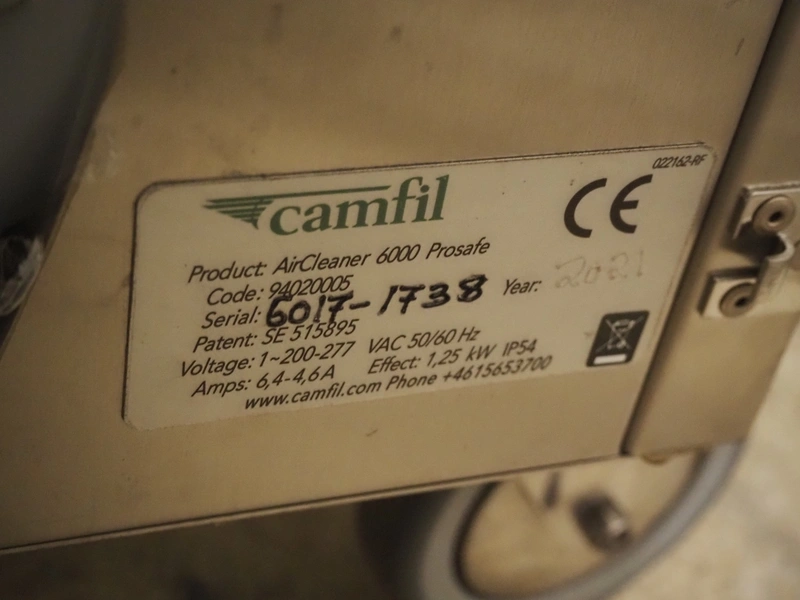 022162-RF
camfil
CE
Product: AirCleaner 6000 Prosafe
Code: 94020005
Serial: 6017-1738 Year: 2021
Patent: SE 515895
Voltage: 1~200-277 VAC 50/60 Hz
Amps: 6,4-4,6 A Effect: 1,25 kW IP54
www.camfil.com Phone +4615653700